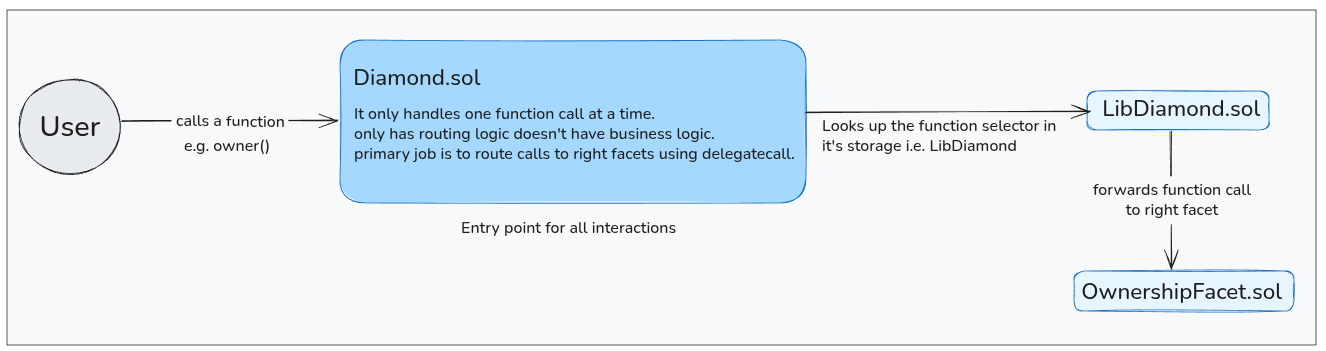 User
calls a function
e.g. owner()
Diamond.sol
It only handles one function call at a time.
only has routing logic doesn't have business logic.
primary job is to route calls to right facets using delegatecall.
Entry point for all interactions
Looks up the function selector in
it's storage i.e. LibDiamond
LibDiamond.sol
forwards function call
to right facet
OwnershipFacet.sol